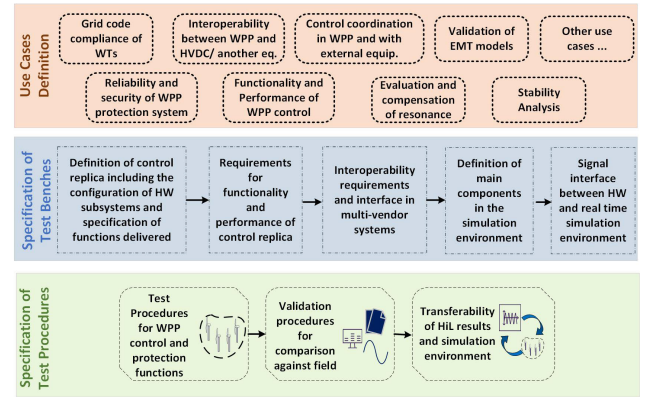 Use Cases
Definition
Grid code
compliance of
WTs
Interoperability
between WPP and
HVDC/ another eq.
Control coordination
in WPP and with
external equip.
Validation of
EMT models
Other use
cases ...
Reliability and
security of WPP
protection system
Functionality and
Performance of
WPP control
Evaluation and
compensation
of resonance
Stability
Analysis
Specification of
Test Benches
Definition of control
replica including the
configuration of HW
subsystems and
specification of
functions delivered
Requirements
for
functionality
and
performance of
control replica
Interoperability
requirements
and interface in
multi-vendor
systems
Definition of
main
components
in the
simulation
environment
Signal
interface
between HW
and real time
simulation
environment
Specification of
Test Procedures
Test
Procedures
for WPP
control and
protection
functions
Validation
procedures
for
comparison
against field
Transferability
of HiL results
and simulation
environment